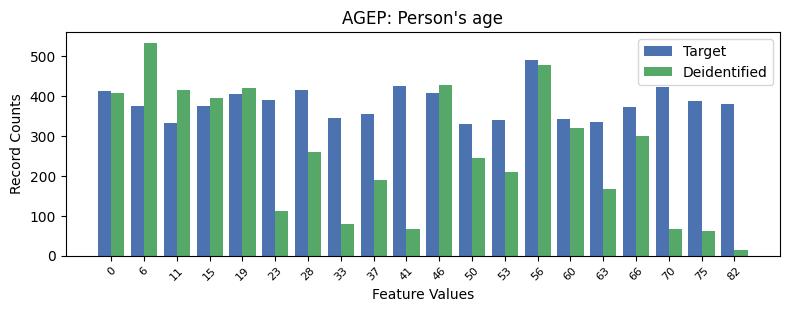 AGEP: Person's age
Target
Deidentified
Record Counts
500
400
300
200
100
0
0 6 11 15 19 23 28 33 37 41 46 50 53 56 60 63 66 70 75 82
Feature Values